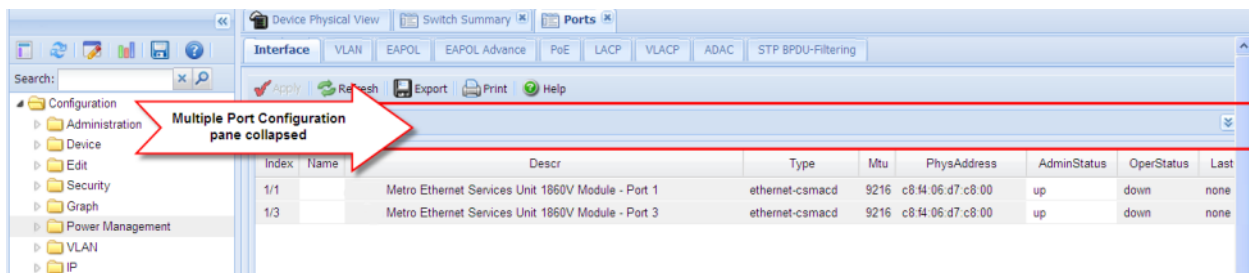 Device Physical View Switch Summary Ports
Interface VLAN EAPOL EAPOL Advance PoE LACP VLACP ADAC STP BPDU-Filtering
Search:
Apply Refresh Export Print Help
Configuration
Administration
Device
Edit
Security
Graph
Power Management
VLAN
IP
Multiple Port Configuration
pane collapsed
Index Name Descr Type Mtu PhysAddress AdminStatus OperStatus Last
1/1 Metro Ethernet Services Unit 1860V Module - Port 1 ethernet-csmacd 9216 c8:f4:06:d7:c8:00 up down none
1/3 Metro Ethernet Services Unit 1860V Module - Port 3 ethernet-csmacd 9216 c8:f4:06:d7:c8:00 up down none